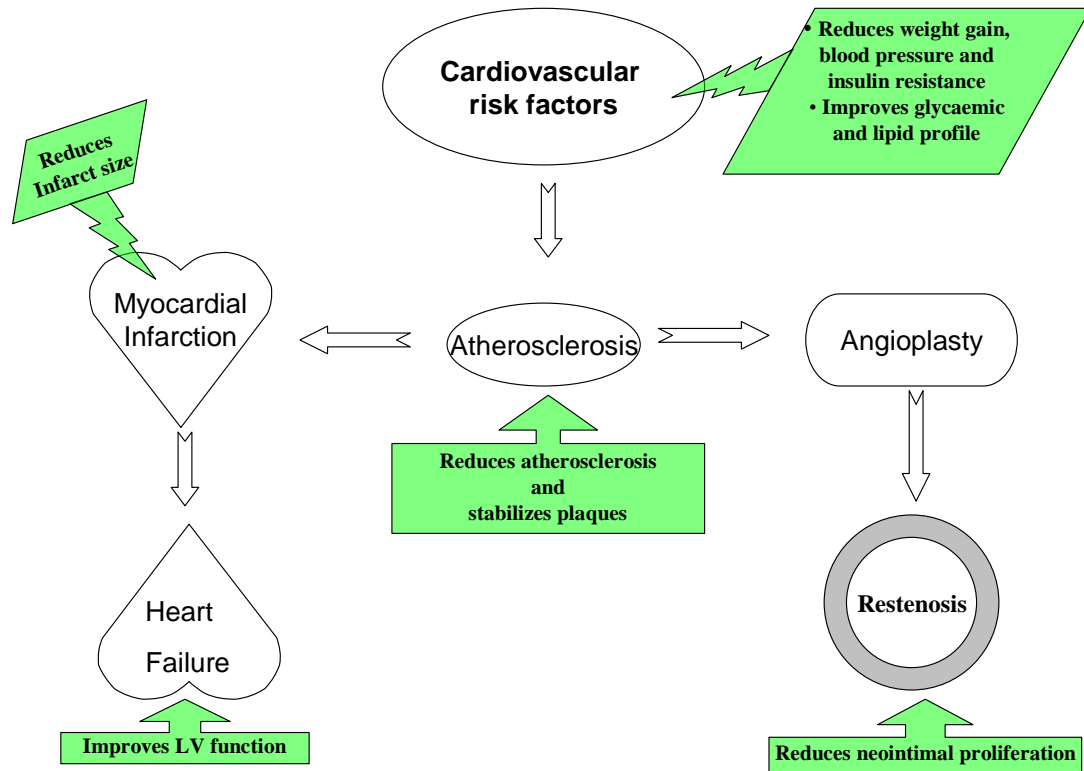 Cardiovascular
risk factors
• Reduces weight gain,
blood pressure and
insulin resistance
• Improves glycaemic
and lipid profile
Reduces
Infarct size
Myocardial
Infarction
Atherosclerosis
Angioplasty
Reduces atherosclerosis
and
stabilizes plaques
Heart
Failure
Restenosis
Improves LV function
Reduces neointimal proliferation